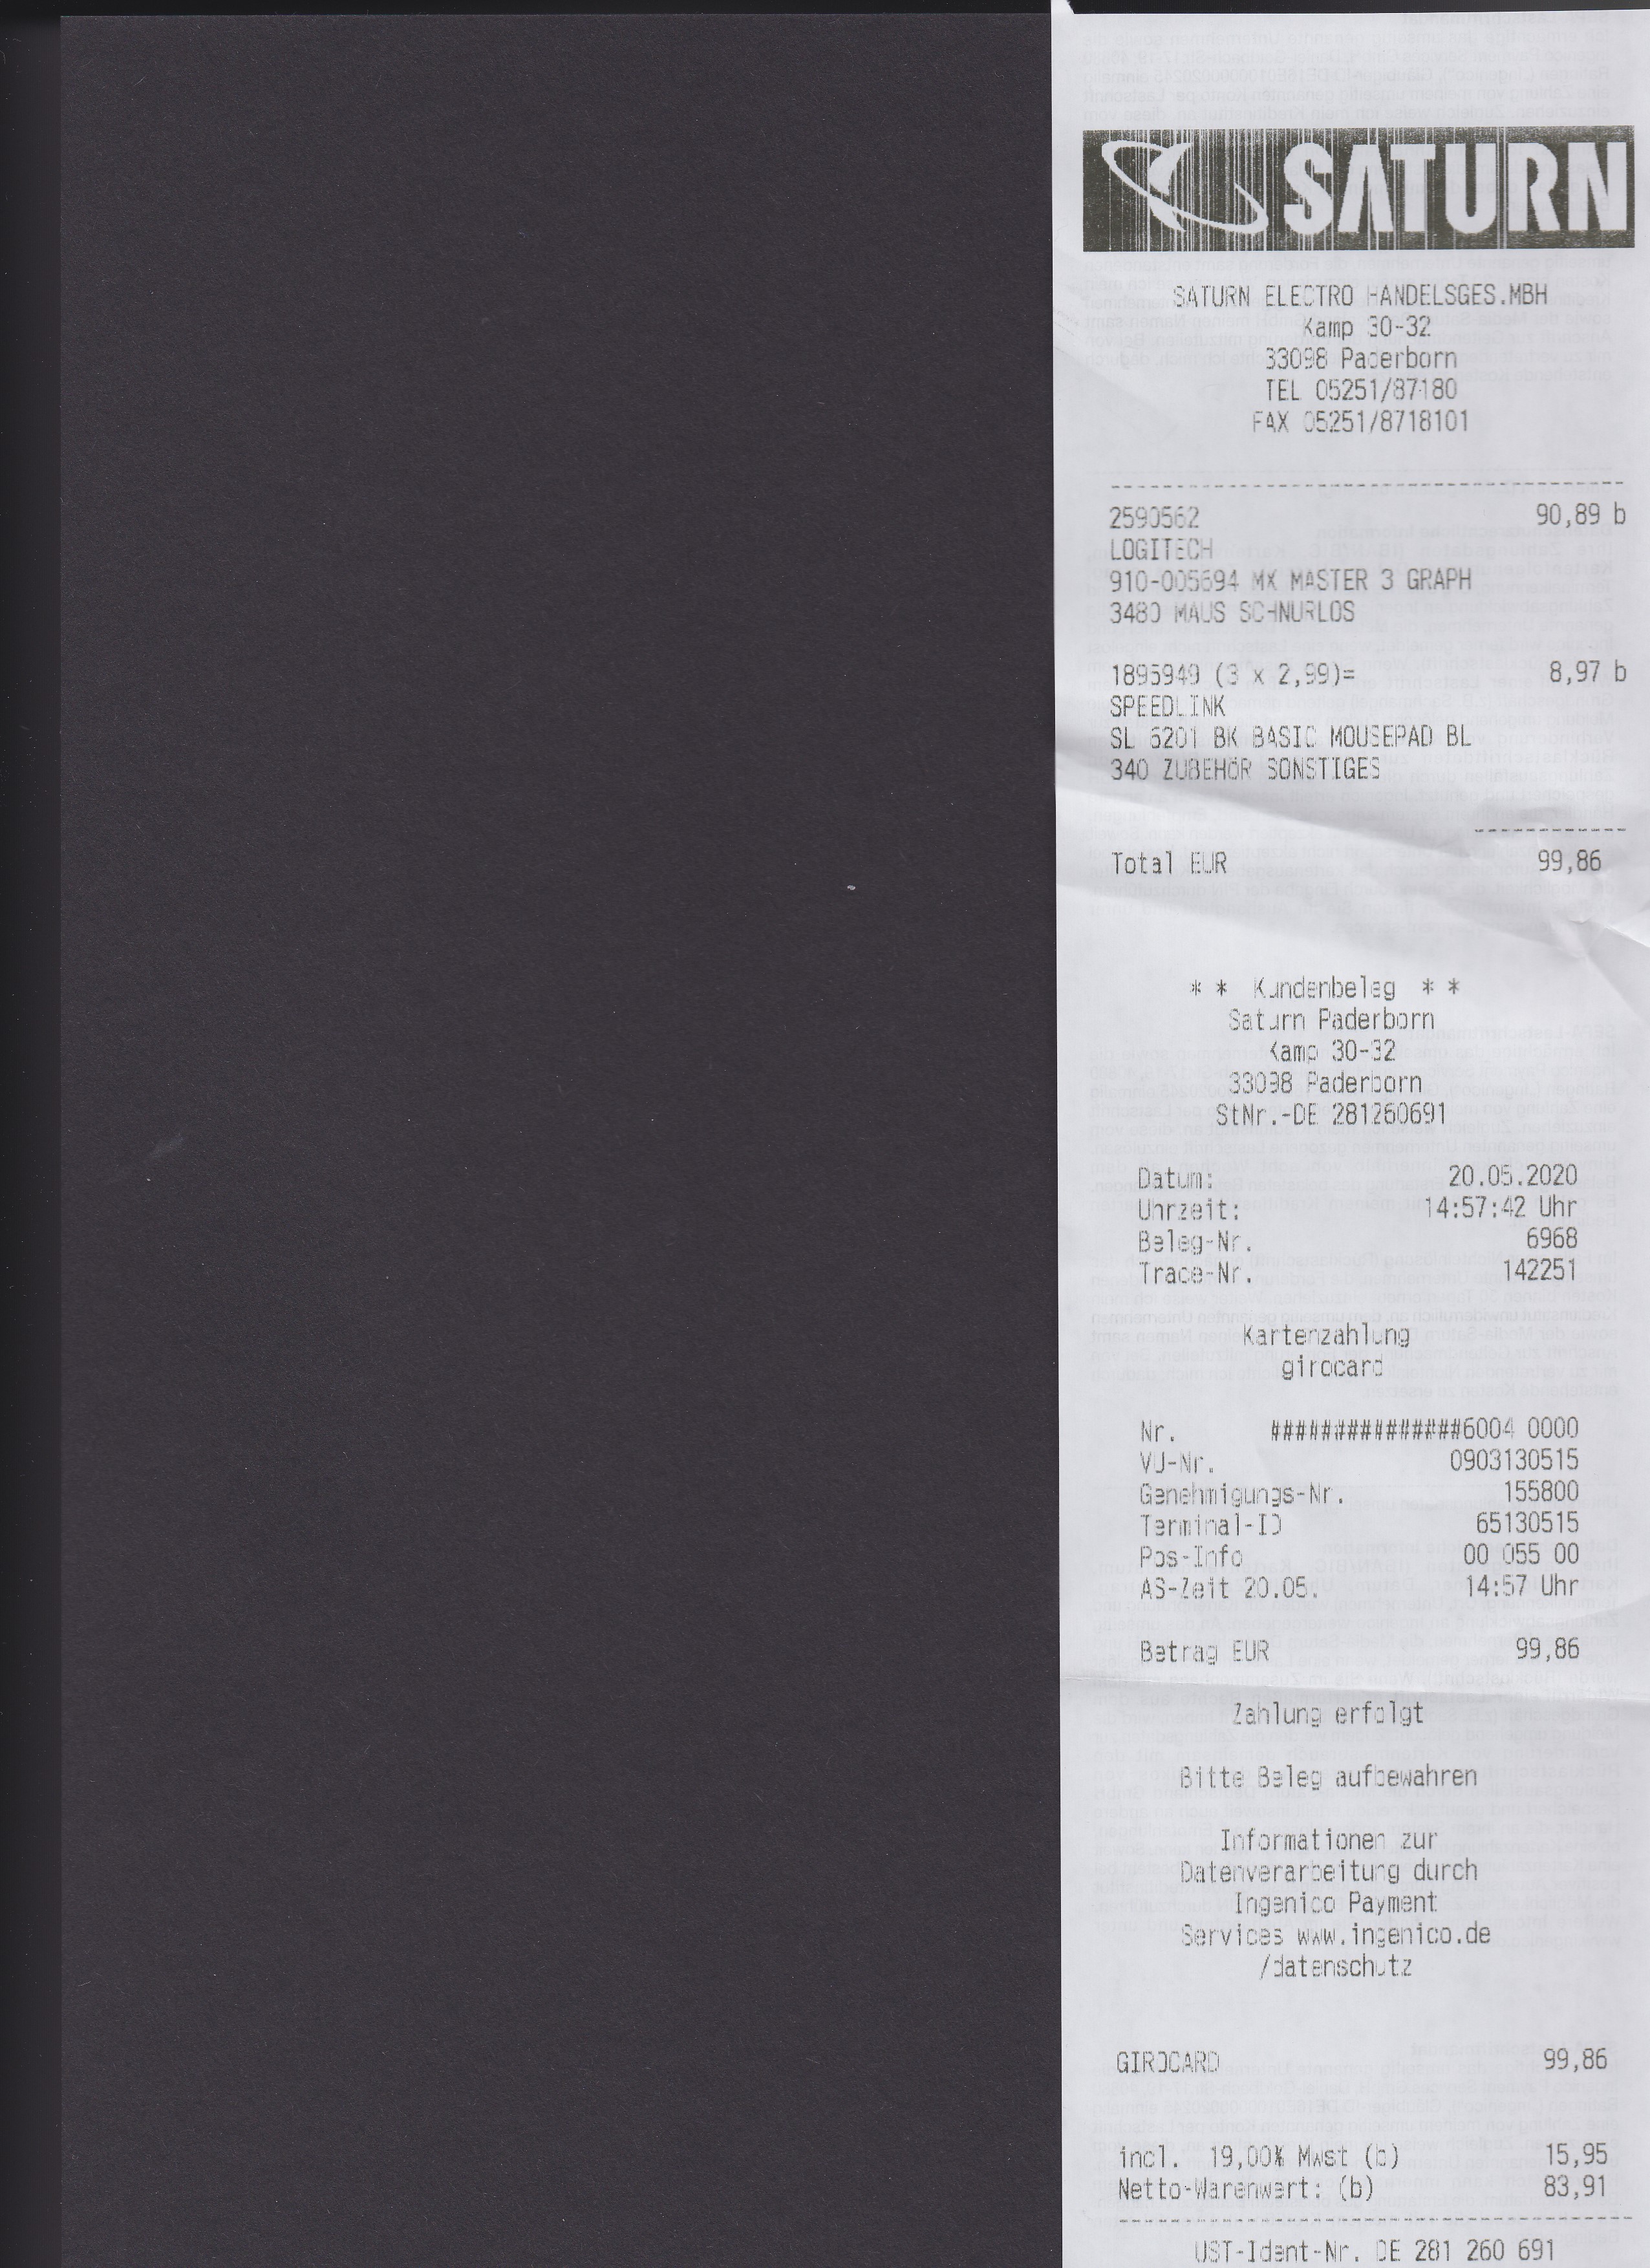 SATURN
SATURN ELECTRO HANDELSGES.MBH
Kamp 30-32
33098 Paderborn
TEL 05251/87180
FAX 05251/8718101
2590562 90,89 b
LOGITECH
910-005694 MX MASTER 3 GRAPH
3480 MAUS SCHNURLOS
1895949 (3 x 2,99)= 8,97 b
SPEEDLINK
SL 6201 BK BASIC MOUSEPAD BL
340 ZUBEHÖR SONSTIGES
Total EUR 99,86
* * Kundenbeleg * *
Saturn Paderborn
Kamp 30-32
33098 Paderborn
StNr.-DE 281260691
Datum: 20.05.2020
Uhrzeit: 14:57:42 Uhr
Beleg-Nr. 6968
Trace-Nr. 142251
Kartenzahlung
girocard
Nr. ###############6004 0000
VU-Nr. 0903130515
Genehmigungs-Nr. 155800
Terminal-ID 65130515
Pos-Info 00 055 00
AS-Zeit 20.05. 14:57 Uhr
Betrag EUR 99,86
Zahlung erfolgt
Bitte Beleg aufbewahren
Informationen zur
Datenverarbeitung durch
Ingenico Payment
Services www.ingenico.de
/datenschutz
GIROCARD 99,86
incl. 19,00% Mwst (b) 15,95
Netto-Warenwert: (b) 83,91
UST-Ident-Nr. DE 281 260 691